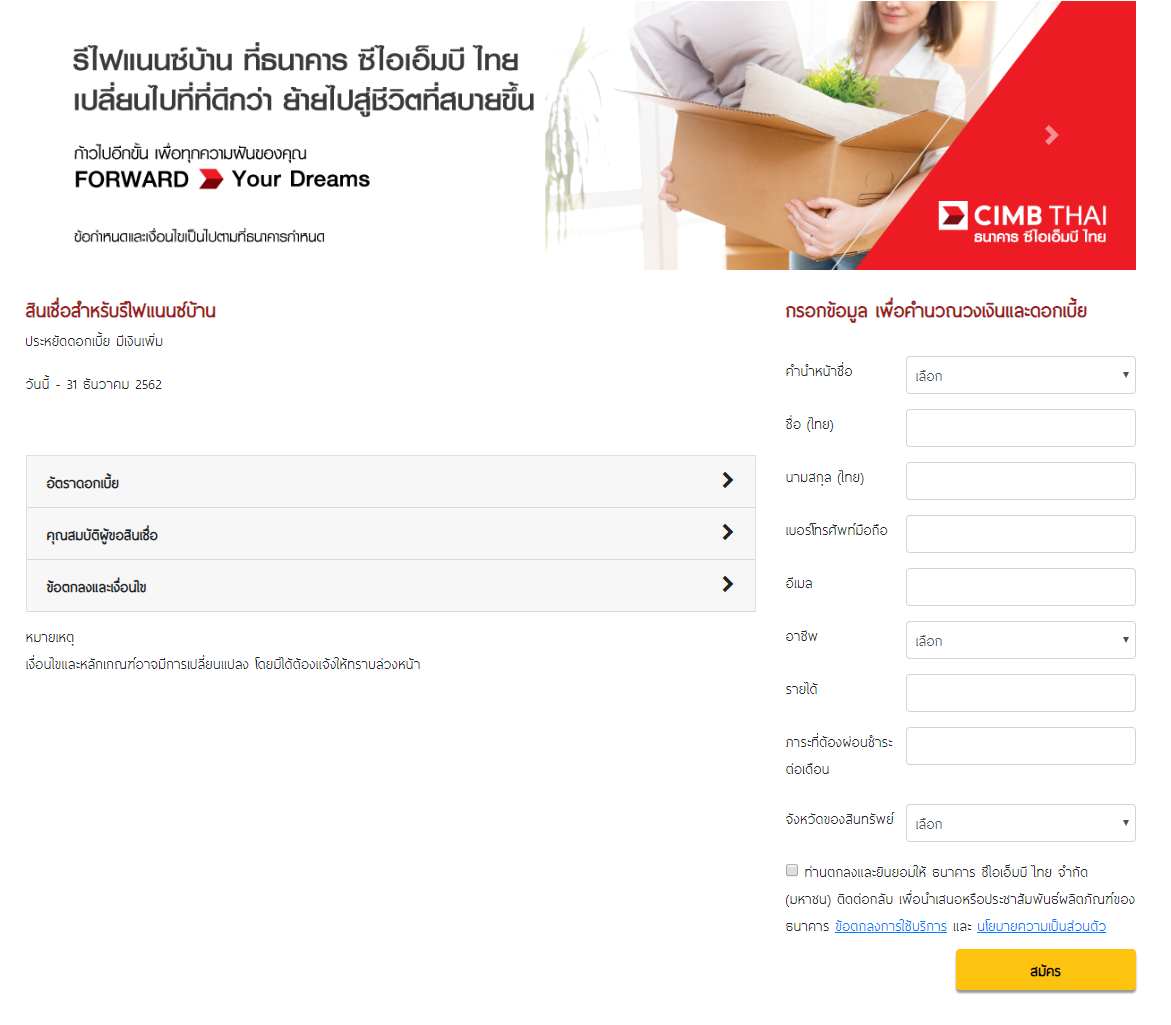 รีไฟแนนซ์บ้าน ที่ธนาคาร ซีไอเอ็มบี ไทย
เปลี่ยนไปที่ที่ดีกว่า ย้ายไปสู่ชีวิตที่สบายขึ้น
ก้าวไปอีกขั้น เพื่อทุกความฝันของคุณ
FORWARD Your Dreams
ข้อกำหนดและเงื่อนไขเป็นไปตามที่ธนาคารกำหนด
CIMB THAI
ธนาคาร ซีไอเอ็มบี ไทย
สินเชื่อสำหรับรีไฟแนนซ์บ้าน
ประหยัดดอกเบี้ย มีเงินเพิ่ม
วันนี้ - 31 ธันวาคม 2562
อัตราดอกเบี้ย
คุณสมบัติผู้ขอสินเชื่อ
ข้อตกลงและเงื่อนไข
หมายเหตุ
เงื่อนไขและหลักเกณฑ์อาจมีการเปลี่ยนแปลง โดยมิได้ต้องแจ้งให้ทราบล่วงหน้า
กรอกข้อมูล เพื่อคำนวณวงเงินและดอกเบี้ย
คำนำหน้าชื่อ เลือก
ชื่อ (ไทย)
นามสกุล (ไทย)
เบอร์โทรศัพท์มือถือ
อีเมล
อาชีพ เลือก
รายได้
ภาระที่ต้องผ่อนชำระ
ต่อเดือน
จังหวัดของสินทรัพย์ เลือก
ท่านตกลงและยินยอมให้ ธนาคาร ซีไอเอ็มบี ไทย จำกัด
(มหาชน) ติดต่อกลับ เพื่อนำเสนอหรือประชาสัมพันธ์ผลิตภัณฑ์ของ
ธนาคาร ข้อตกลงการใช้บริการ และ นโยบายความเป็นส่วนตัว
สมัคร